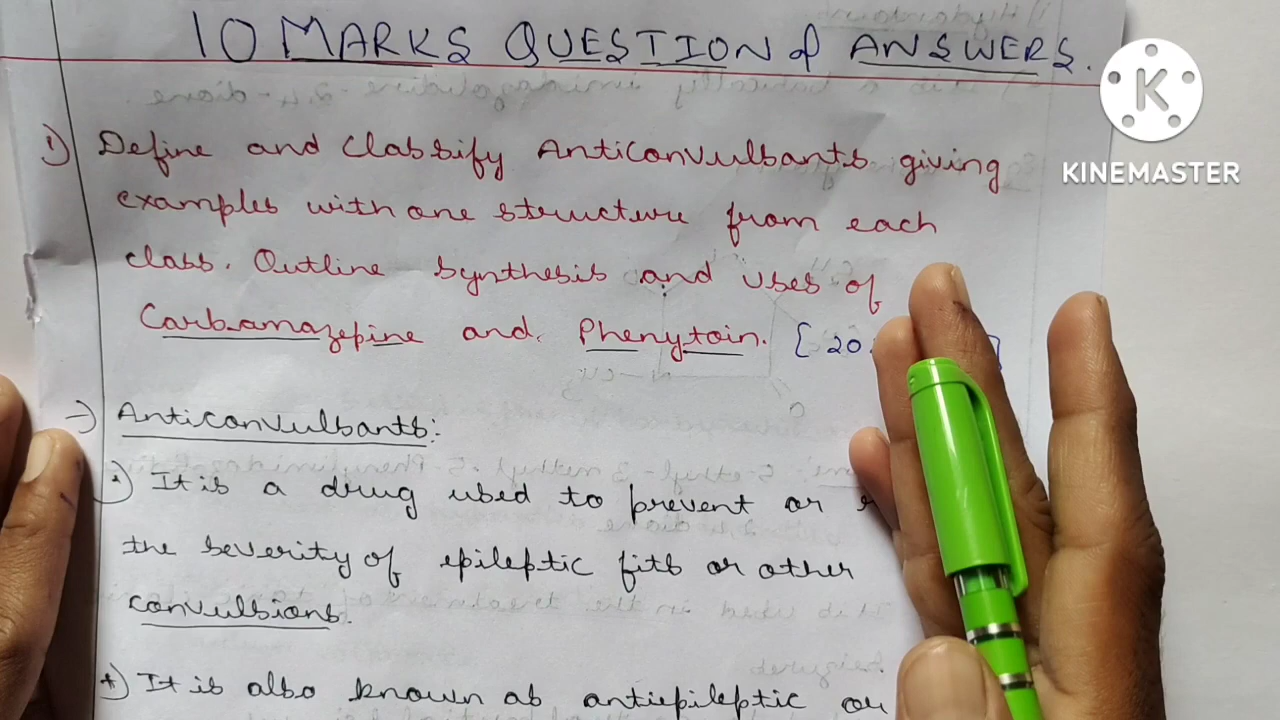 10 MARKS QUESTION & ANSWERS.
K
KINEMASTER
1) Define and Classify Anticonvulsants giving
examples with one structure from each
class. Outline synthesis and uses of
Carbamazepine and Phenytoin. [20
Anticonvulsants:
It is a drug used to prevent or
the severity of epileptic fits or other
convulsions.
It is also known as antiepileptic or